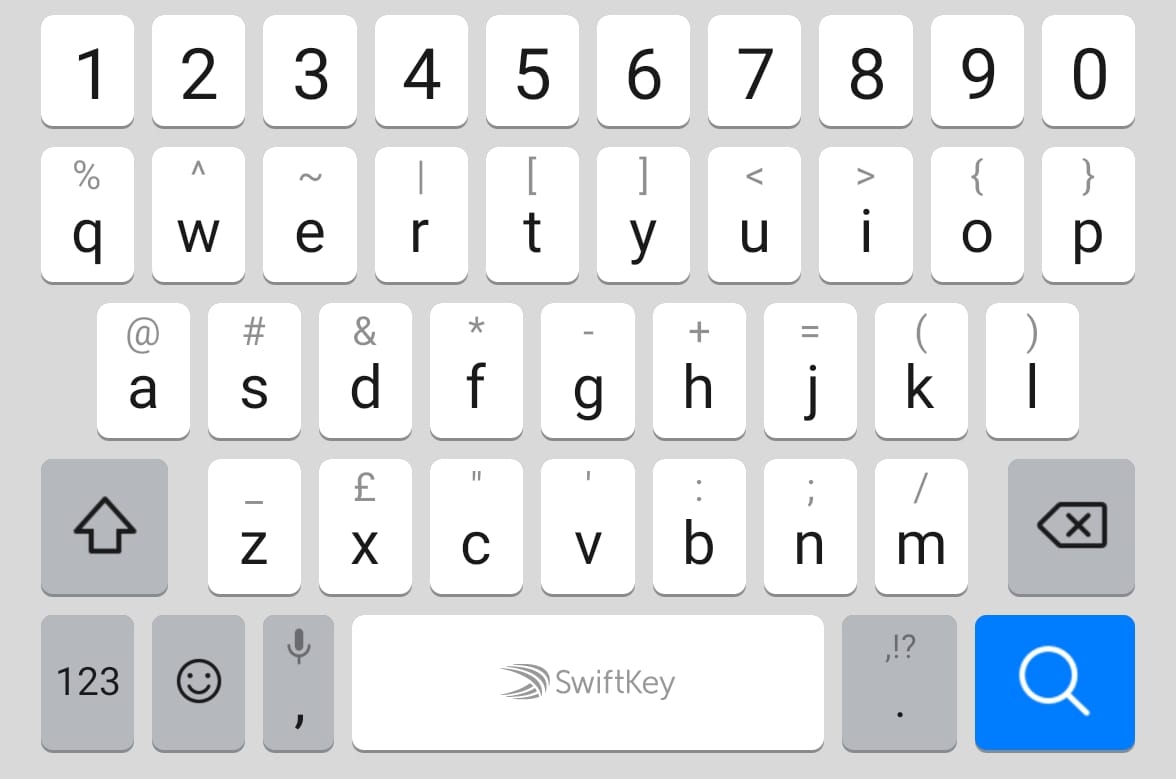 1 2 3 4 5 6 7 8 9 0
% ^ ~ | [ ] < > { }
q w e r t y u i o p
@ # & * - + = ( )
a s d f g h j k l
_ £ " ' : ; /
z x c v b n m
,!?
123 , SwiftKey .